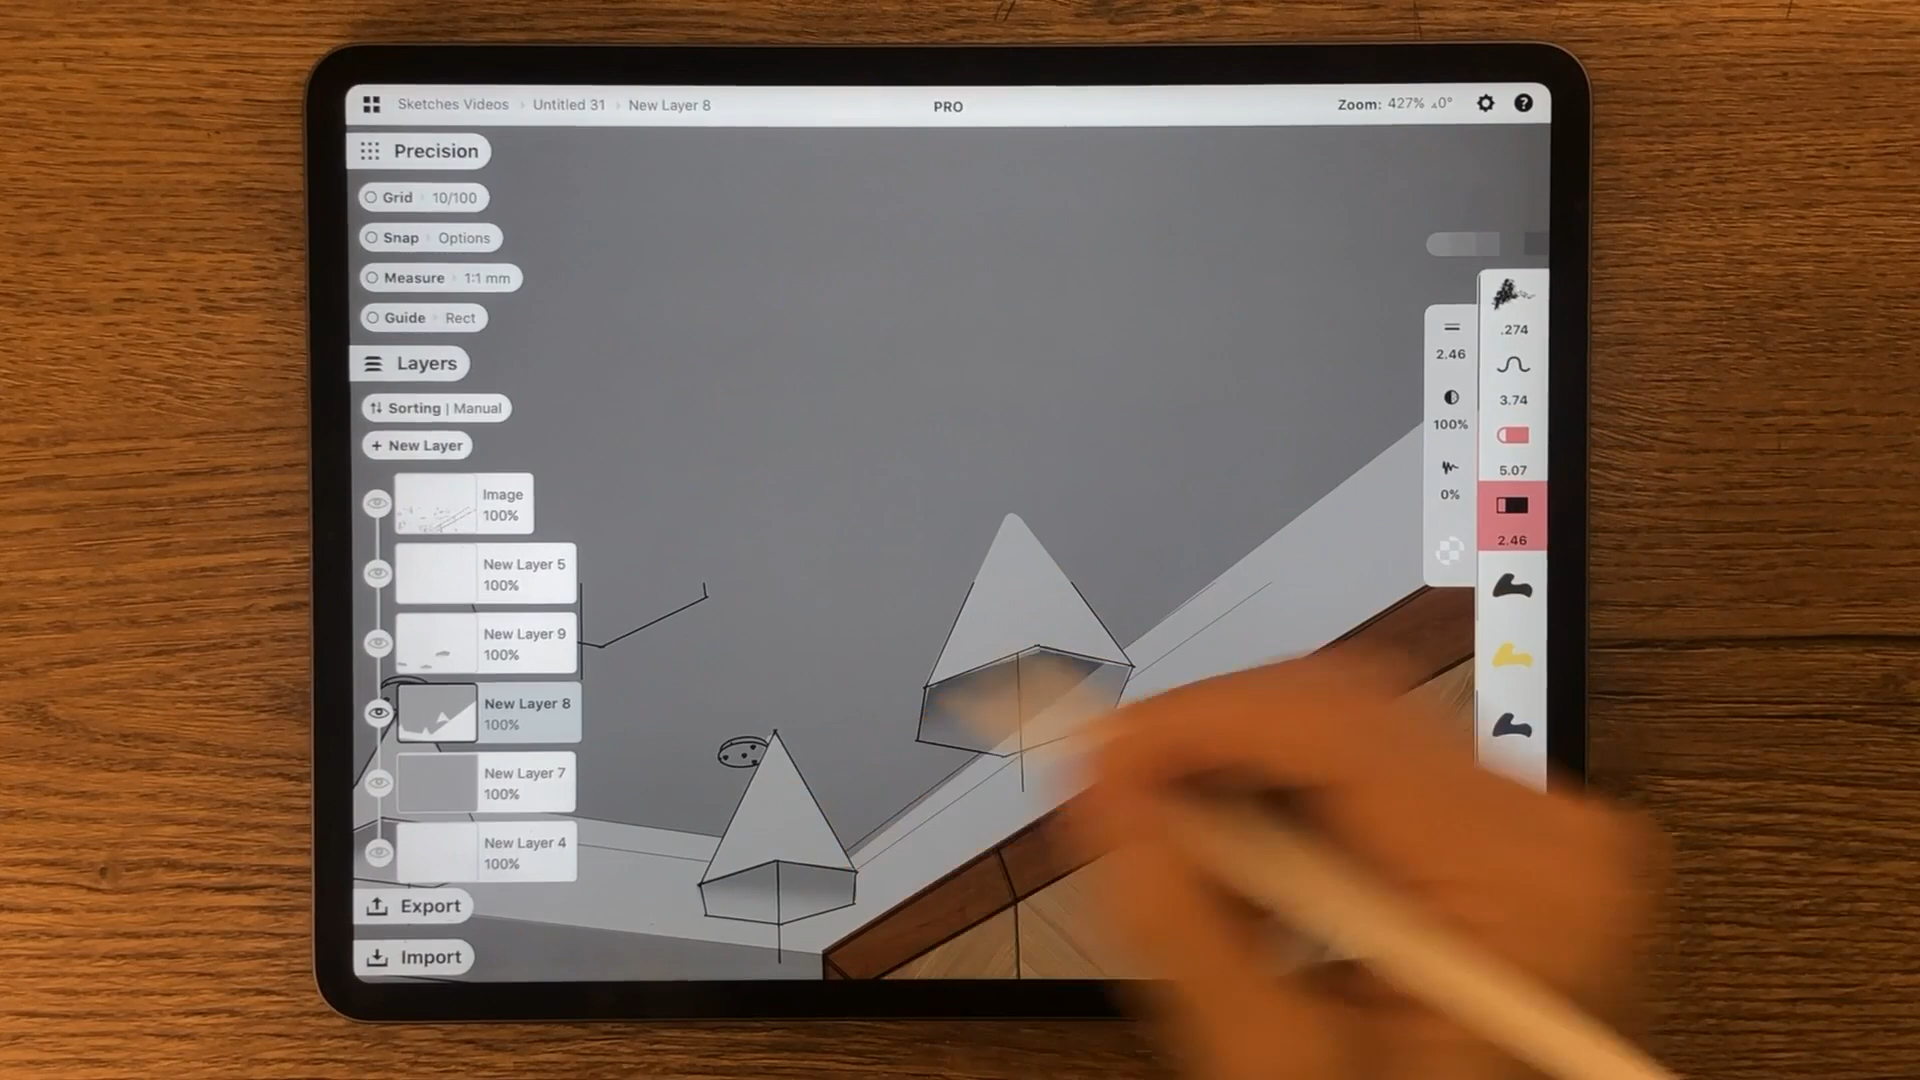 Sketches Videos › Untitled 31 › New Layer 8
PRO
Zoom: 427% ⊿0°
Precision
Grid › 10/100
Snap › Options
Measure › 1:1 mm
Guide › Rect
Layers
Sorting | Manual
+ New Layer
Image
100%
New Layer 5
100%
New Layer 9
100%
New Layer 8
100%
New Layer 7
100%
New Layer 4
100%
Export
Import
2.46
100%
0%
.274
3.74
5.07
2.46